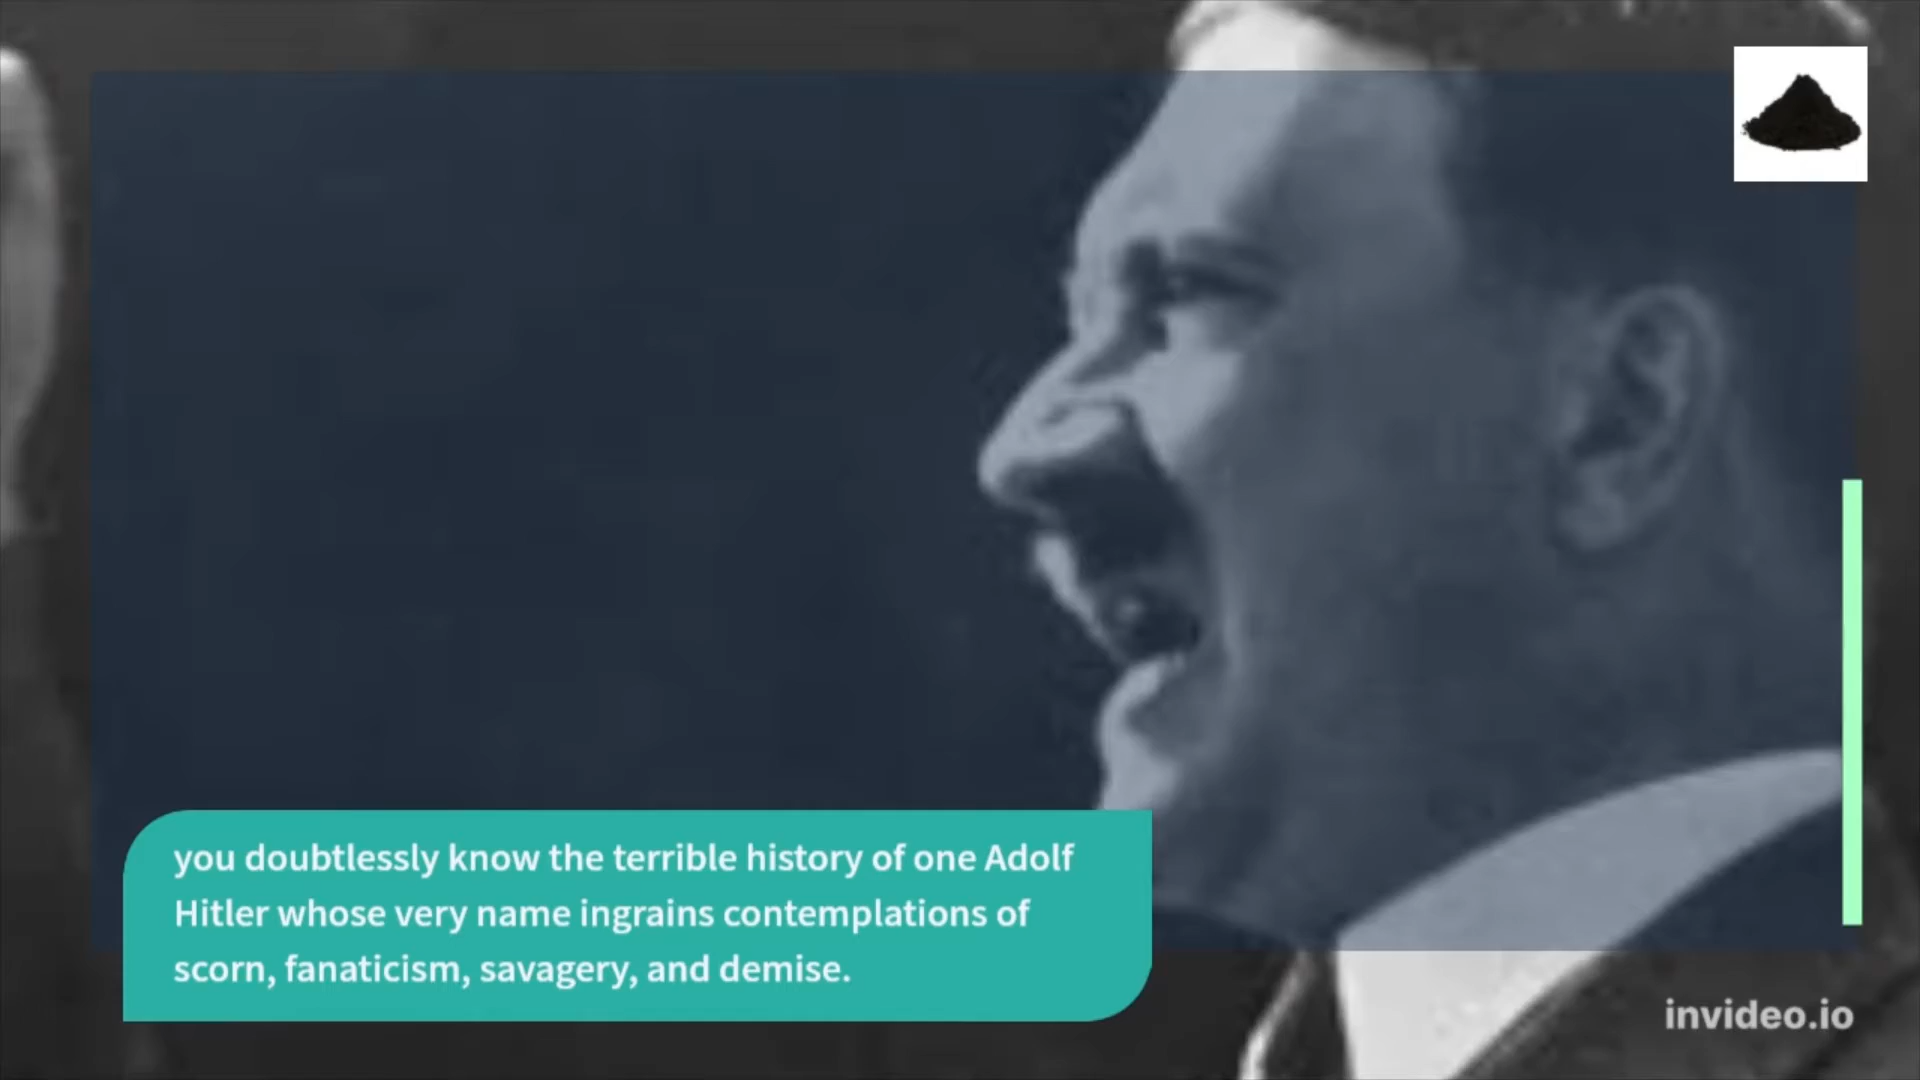 you doubtlessly know the terrible history of one Adolf
Hitler whose very name ingrains contemplations of
scorn, fanaticism, savagery, and demise.
invideo.io